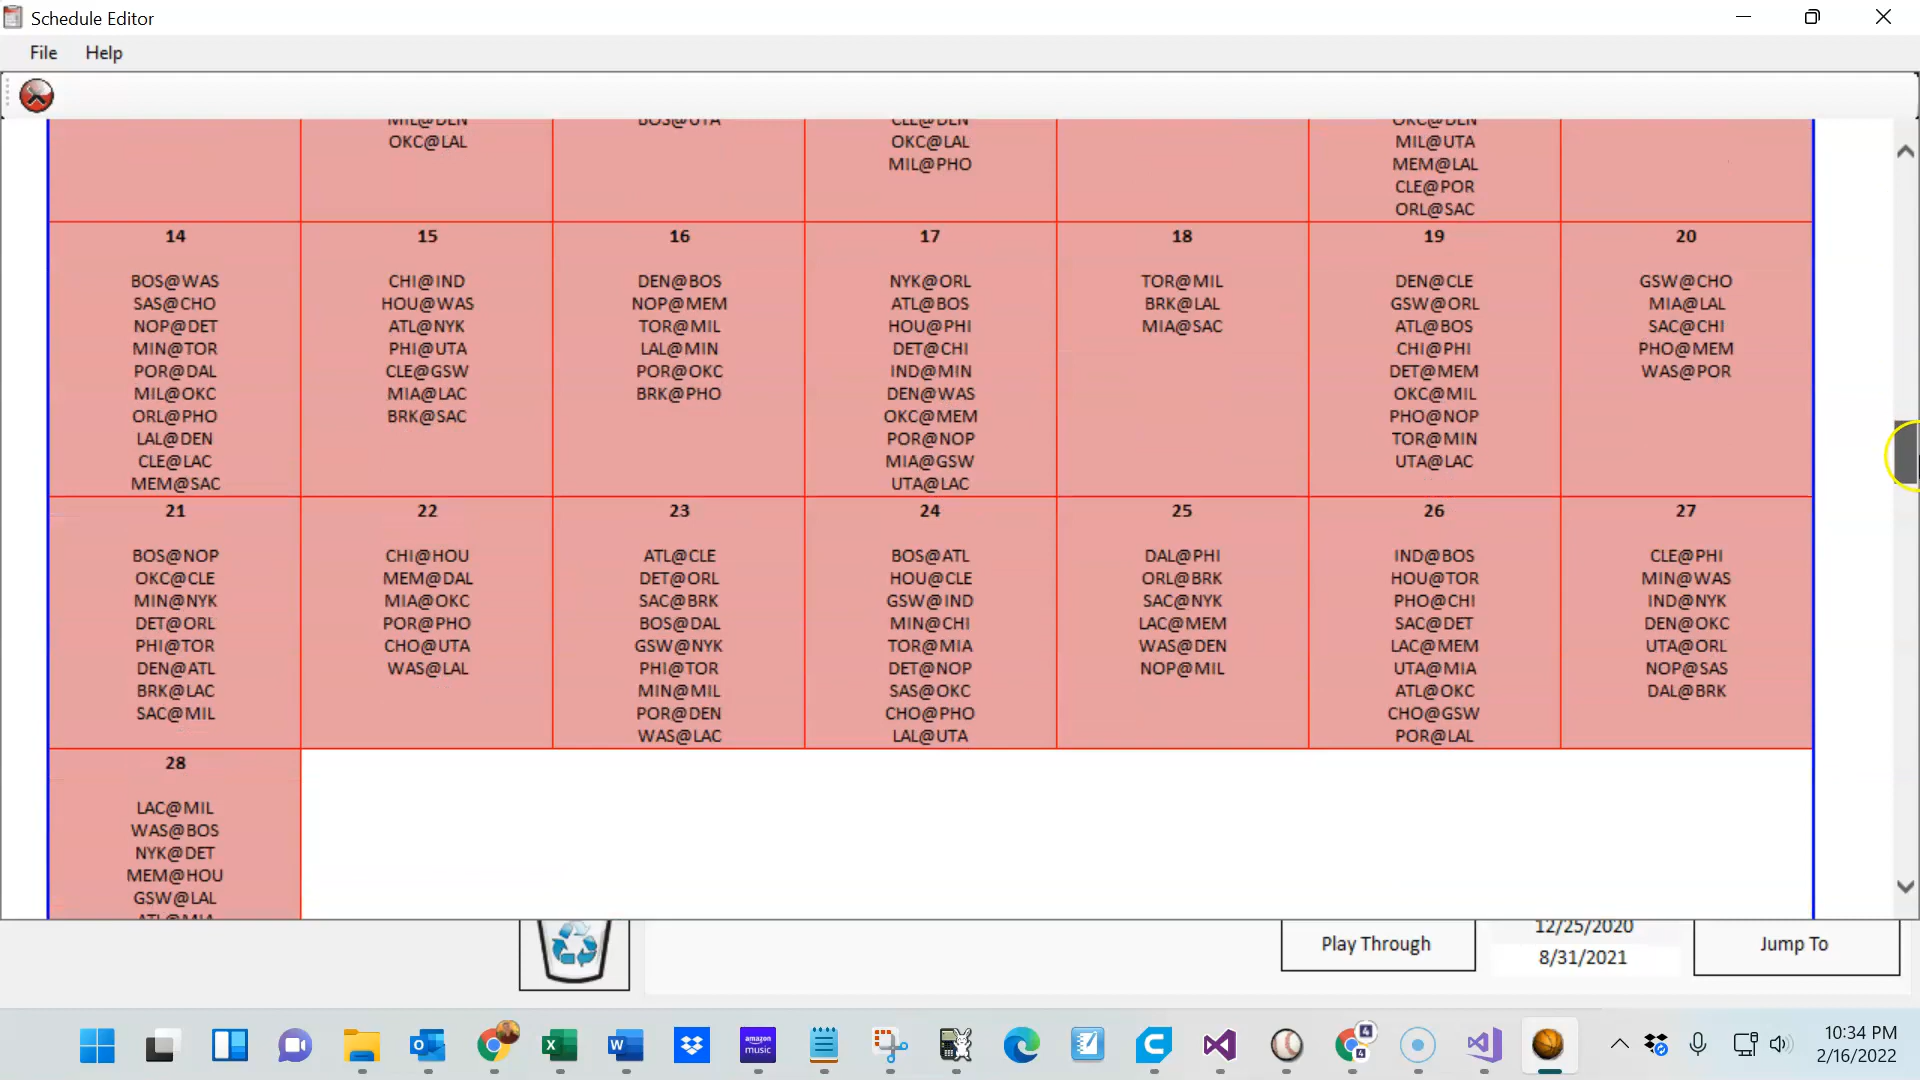 Schedule Editor
File Help
MIL@DEN
OKC@LAL
BOS@UTA
CLE@DEN
OKC@LAL
MIL@PHO
OKC@DEN
MIL@UTA
MEM@LAL
CLE@POR
ORL@SAC
14
BOS@WAS
SAS@CHO
NOP@DET
MIN@TOR
POR@DAL
MIL@OKC
ORL@PHO
LAL@DEN
CLE@LAC
MEM@SAC
15
CHI@IND
HOU@WAS
ATL@NYK
PHI@UTA
CLE@GSW
MIA@LAC
BRK@SAC
16
DEN@BOS
NOP@MEM
TOR@MIL
LAL@MIN
POR@OKC
BRK@PHO
17
NYK@ORL
ATL@BOS
HOU@PHI
DET@CHI
IND@MIN
DEN@WAS
OKC@MEM
POR@NOP
MIA@GSW
UTA@LAC
18
TOR@MIL
BRK@LAL
MIA@SAC
19
DEN@CLE
GSW@ORL
ATL@BOS
CHI@PHI
DET@MEM
OKC@MIL
PHO@NOP
TOR@MIN
UTA@LAC
20
GSW@CHO
MIA@LAL
SAC@CHI
PHO@MEM
WAS@POR
21
BOS@NOP
OKC@CLE
MIN@NYK
DET@ORL
PHI@TOR
DEN@ATL
BRK@LAC
SAC@MIL
22
CHI@HOU
MEM@DAL
MIA@OKC
POR@PHO
CHO@UTA
WAS@LAL
23
ATL@CLE
DET@ORL
SAC@BRK
BOS@DAL
GSW@NYK
PHI@TOR
MIN@MIL
POR@DEN
WAS@LAC
24
BOS@ATL
HOU@CLE
GSW@IND
MIN@CHI
TOR@MIA
DET@NOP
SAS@OKC
CHO@PHO
LAL@UTA
25
DAL@PHI
ORL@BRK
SAC@NYK
LAC@MEM
WAS@DEN
NOP@MIL
26
IND@BOS
HOU@TOR
PHO@CHI
SAC@DET
LAC@MEM
UTA@MIA
ATL@OKC
CHO@GSW
POR@LAL
27
CLE@PHI
MIN@WAS
IND@NYK
DEN@OKC
UTA@ORL
NOP@SAS
DAL@BRK
28
LAC@MIL
WAS@BOS
NYK@DET
MEM@HOU
GSW@LAL
ATL@MIA
Play Through
12/25/2020
8/31/2021
Jump To
amazon
music
4
4
10:34 PM
2/16/2022